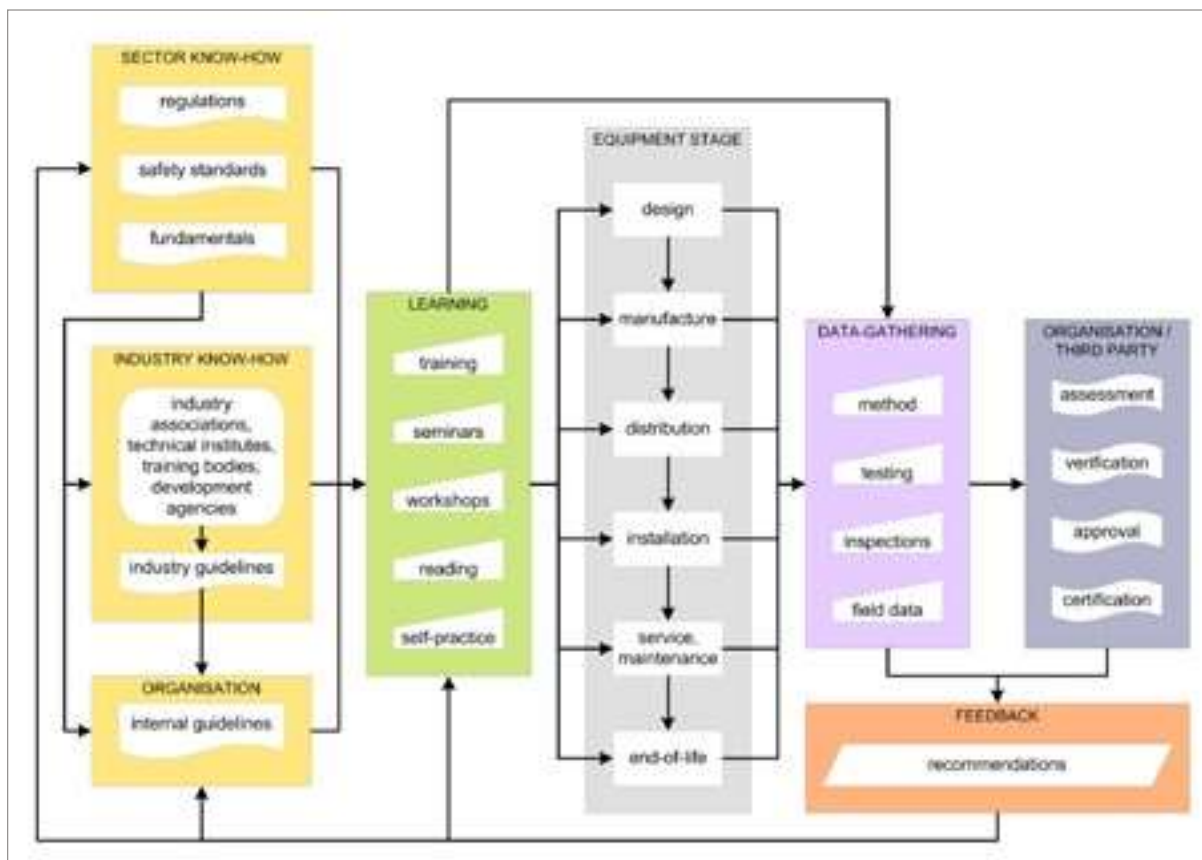 SECTOR KNOW-HOW
regulations
safety standards
fundamentals
INDUSTRY KNOW-HOW
industry
associations,
technical institutes,
training bodies,
development
agencies
industry guidelines
ORGANISATION
internal guidelines
LEARNING
training
seminars
workshops
reading
self-practice
EQUIPMENT STAGE
design
manufacture
distribution
installation
service,
maintenance
end-of-life
DATA-GATHERING
method
testing
inspections
field data
ORGANISATION /
THIRD PARTY
assessment
verification
approval
certification
FEEDBACK
recommendations